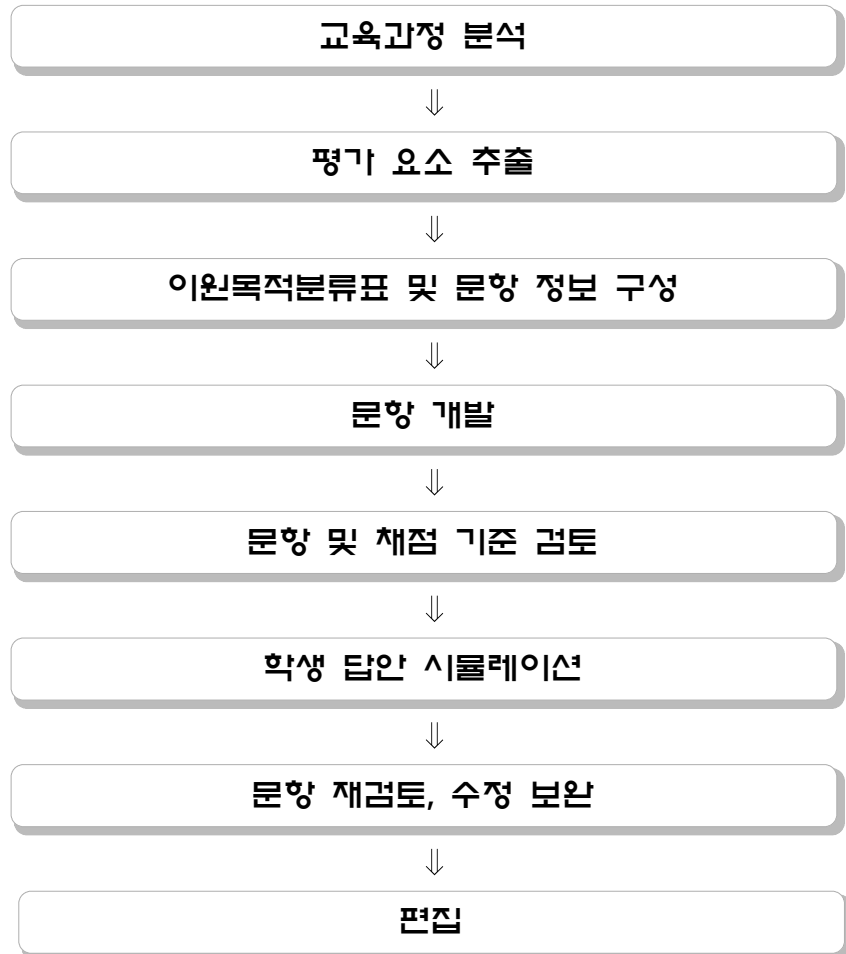 교육과정 분석
⇓
평가 요소 추출
⇓
이원목적분류표 및 문항 정보 구성
⇓
문항 개발
⇓
문항 및 채점 기준 검토
⇓
학생 답안 시뮬레이션
⇓
문항 재검토, 수정 보완
⇓
편집